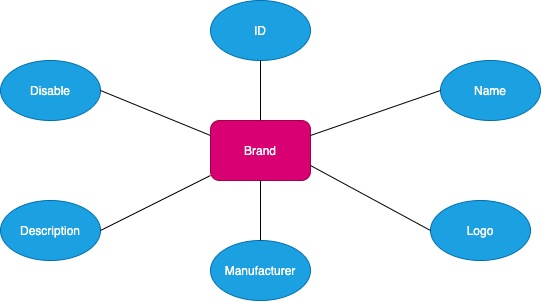 ID
Disable
Name
Brand
Description
Logo
Manufacturer